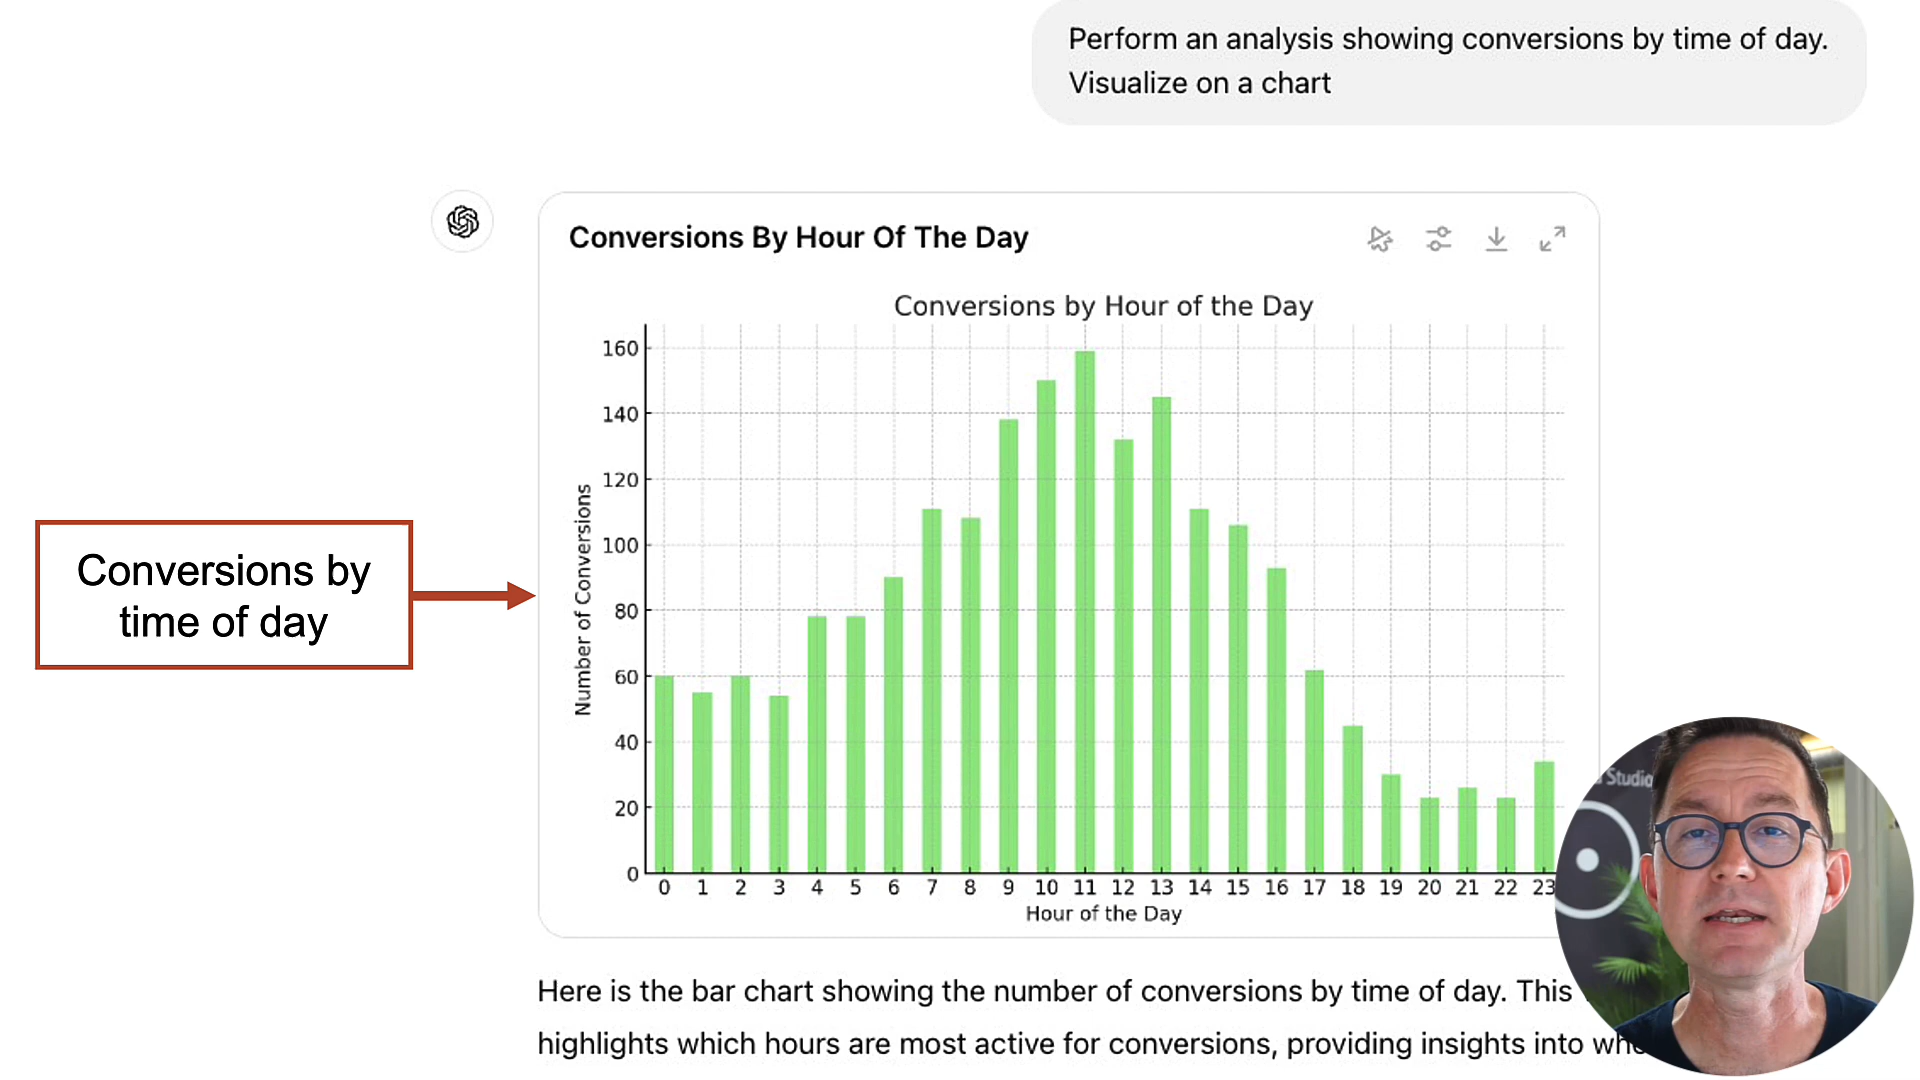 Perform an analysis showing conversions by time of day.
Visualize on a chart
Conversions By Hour Of The Day
Conversions by Hour of the Day
160
140
120
100
80
60
40
20
0
Number of Conversions
0 1 2 3 4 5 6 7 8 9 10 11 12 13 14 15 16 17 18 19 20 21 22 23
Hour of the Day
Conversions by
time of day
Studio
Here is the bar chart showing the number of conversions by time of day. This
highlights which hours are most active for conversions, providing insights into